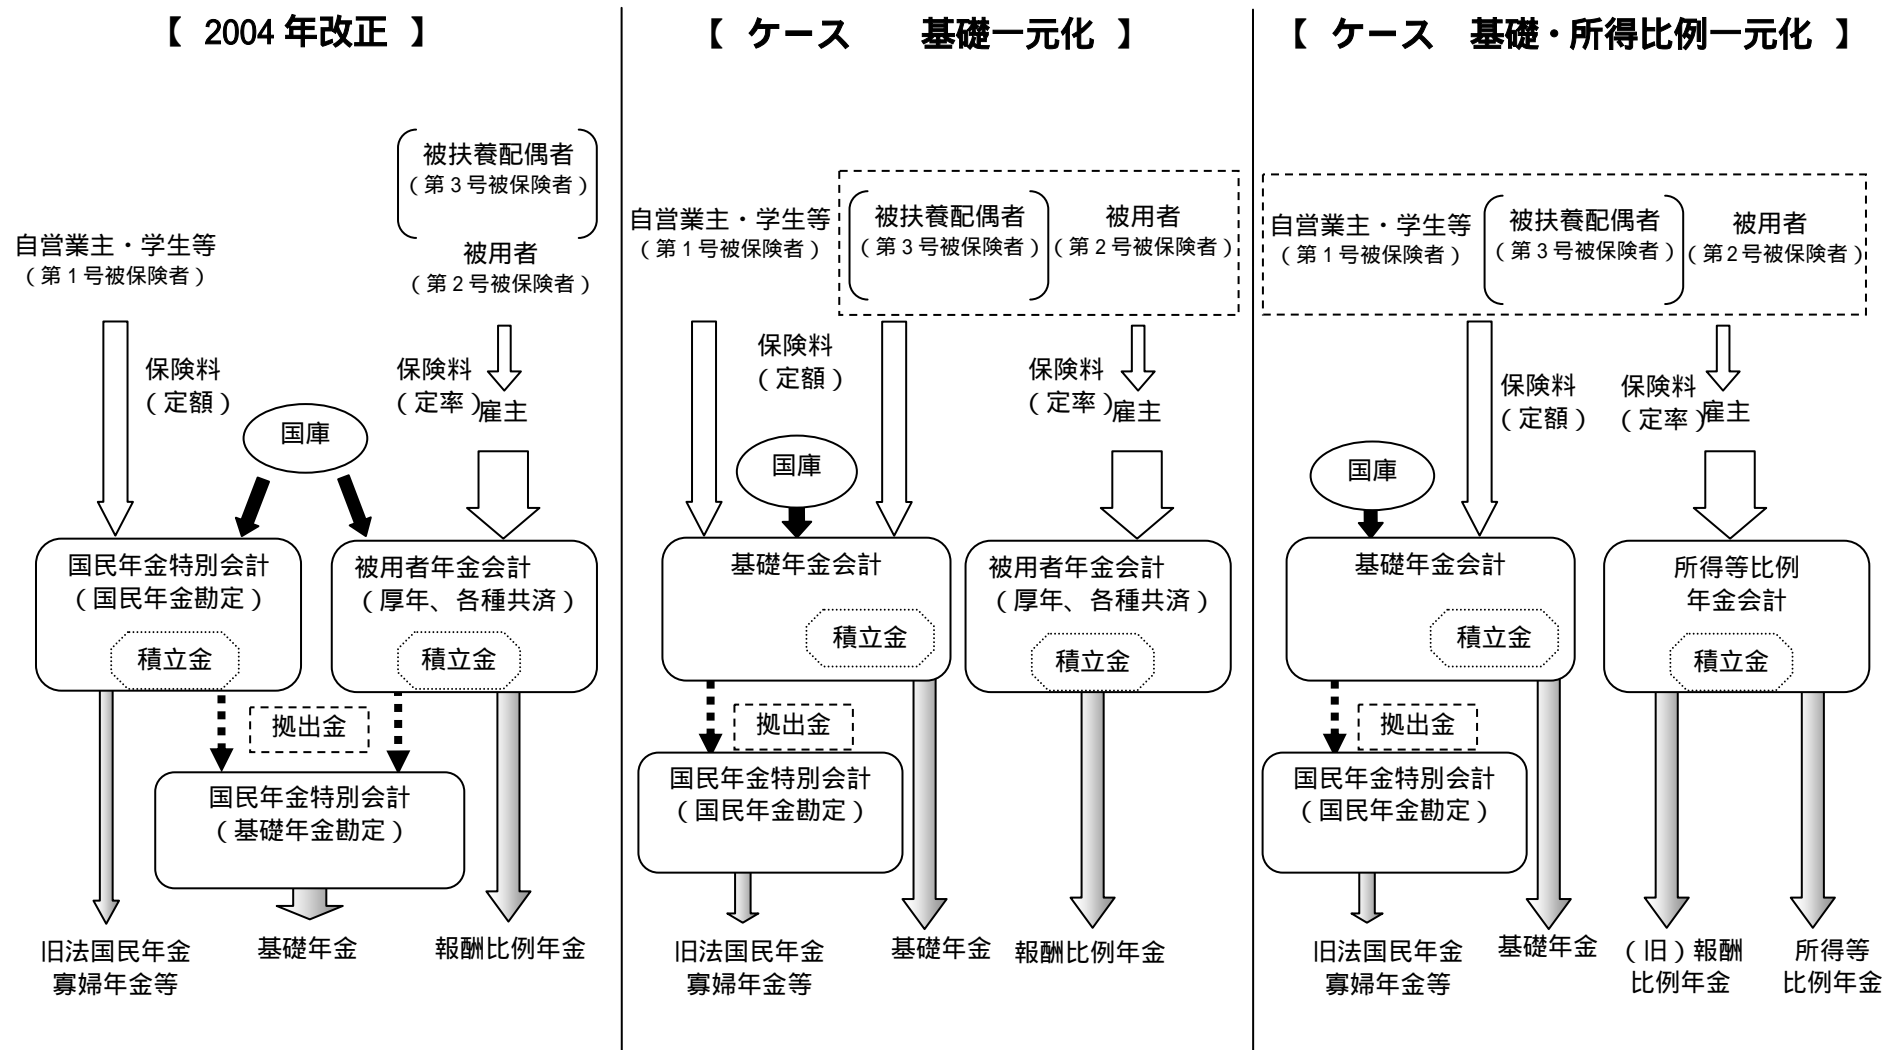 【 2004 年改正 】
被扶養配偶者
（第３号被保険者）
自営業主・学生等
（第１号被保険者）
被用者
（第２号被保険者）
保険料
（定額）
保険料
（定率）
雇主
国庫
国民年金特別会計
（国民年金勘定）
積立金
被用者年金会計
（厚年、各種共済）
積立金
拠出金
国民年金特別会計
（基礎年金勘定）
旧法国民年金
寡婦年金等
基礎年金
報酬比例年金
【 ケース　　基礎一元化 】
自営業主・学生等
（第１号被保険者）
被扶養配偶者
（第３号被保険者）
被用者
（第２号被保険者）
保険料
（定額）
保険料
（定率）
雇主
国庫
基礎年金会計
積立金
被用者年金会計
（厚年、各種共済）
積立金
拠出金
国民年金特別会計
（国民年金勘定）
旧法国民年金
寡婦年金等
基礎年金
報酬比例年金
【 ケース　基礎・所得比例一元化 】
自営業主・学生等
（第１号被保険者）
被扶養配偶者
（第３号被保険者）
被用者
（第２号被保険者）
保険料
（定額）
保険料
（定率）
雇主
国庫
基礎年金会計
積立金
所得等比例
年金会計
積立金
拠出金
国民年金特別会計
（国民年金勘定）
旧法国民年金
寡婦年金等
基礎年金
（旧）報酬
比例年金
所得等
比例年金